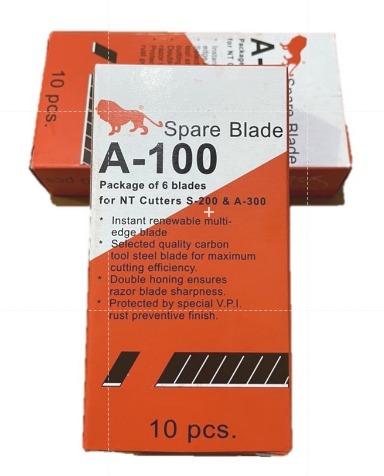 10 pcs.
A-
Spare Blade
Spare Blade
A-100
Package of 6 blades
for NT Cutters S-200 & A-300
* Instant renewable multi-
edge blade
* Selected quality carbon
tool steel blade for maximum
cutting efficiency.
* Double honing ensures
razor blade sharpness.
* Protected by special V.P.I.
rust preventive finish.
10 pcs.
10 pcs.